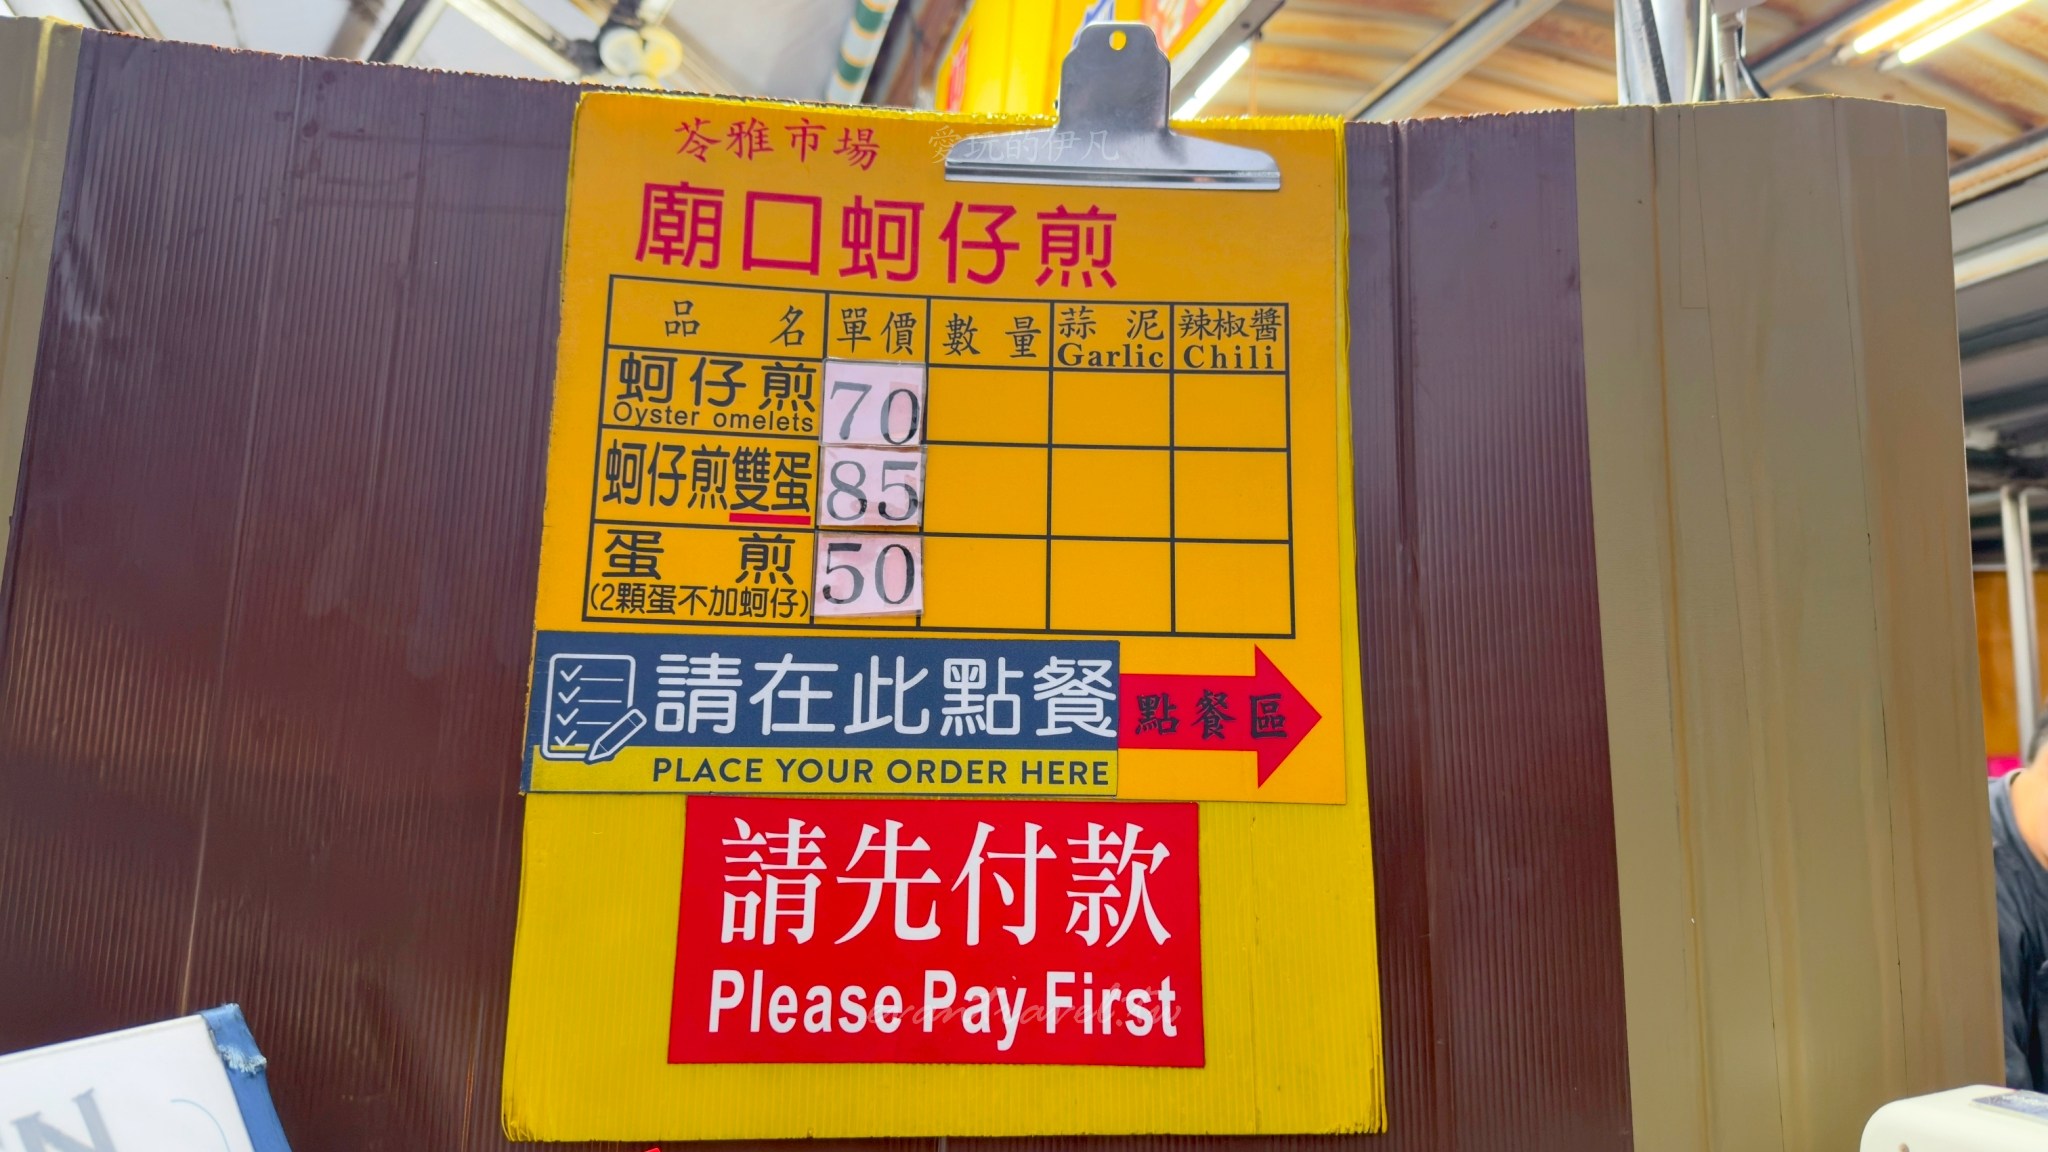 苓雅市場
愛玩的伊凡
廟口蚵仔煎
品名 單價 數量 蒜泥 辣椒醬
Garlic Chili
蚵仔煎 70
Oyster omelets
蚵仔煎雙蛋 85
蛋煎 50
(2顆蛋不加蚵仔)
請在此點餐 點餐區
PLACE YOUR ORDER HERE
請先付款
Please Pay First